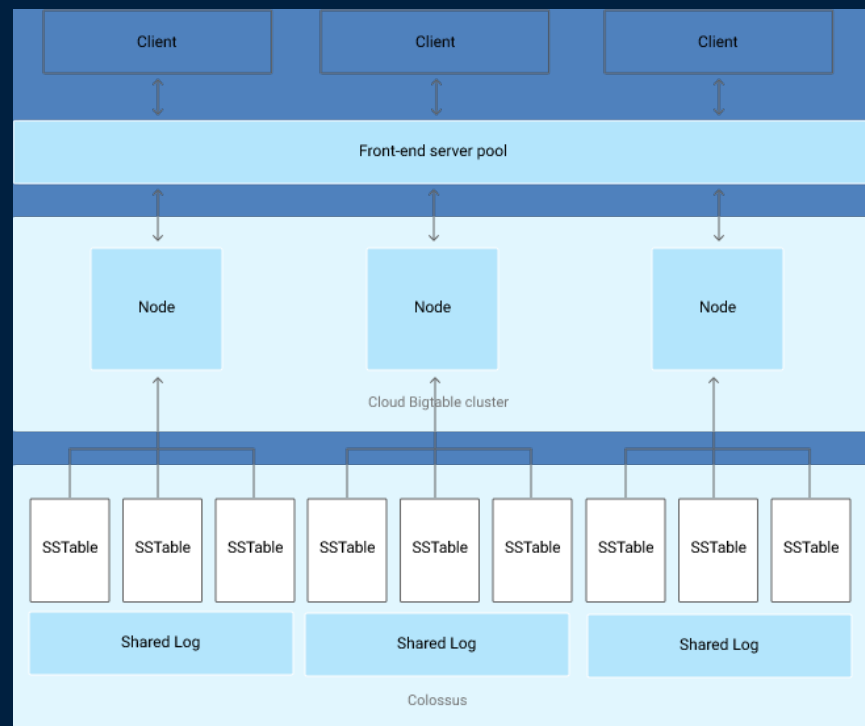 Client
Client
Client
Front-end server pool
Node
Node
Node
Cloud Bigtable cluster
SSTable
SSTable
SSTable
SSTable
SSTable
SSTable
SSTable
SSTable
SSTable
Shared Log
Shared Log
Shared Log
Colossus